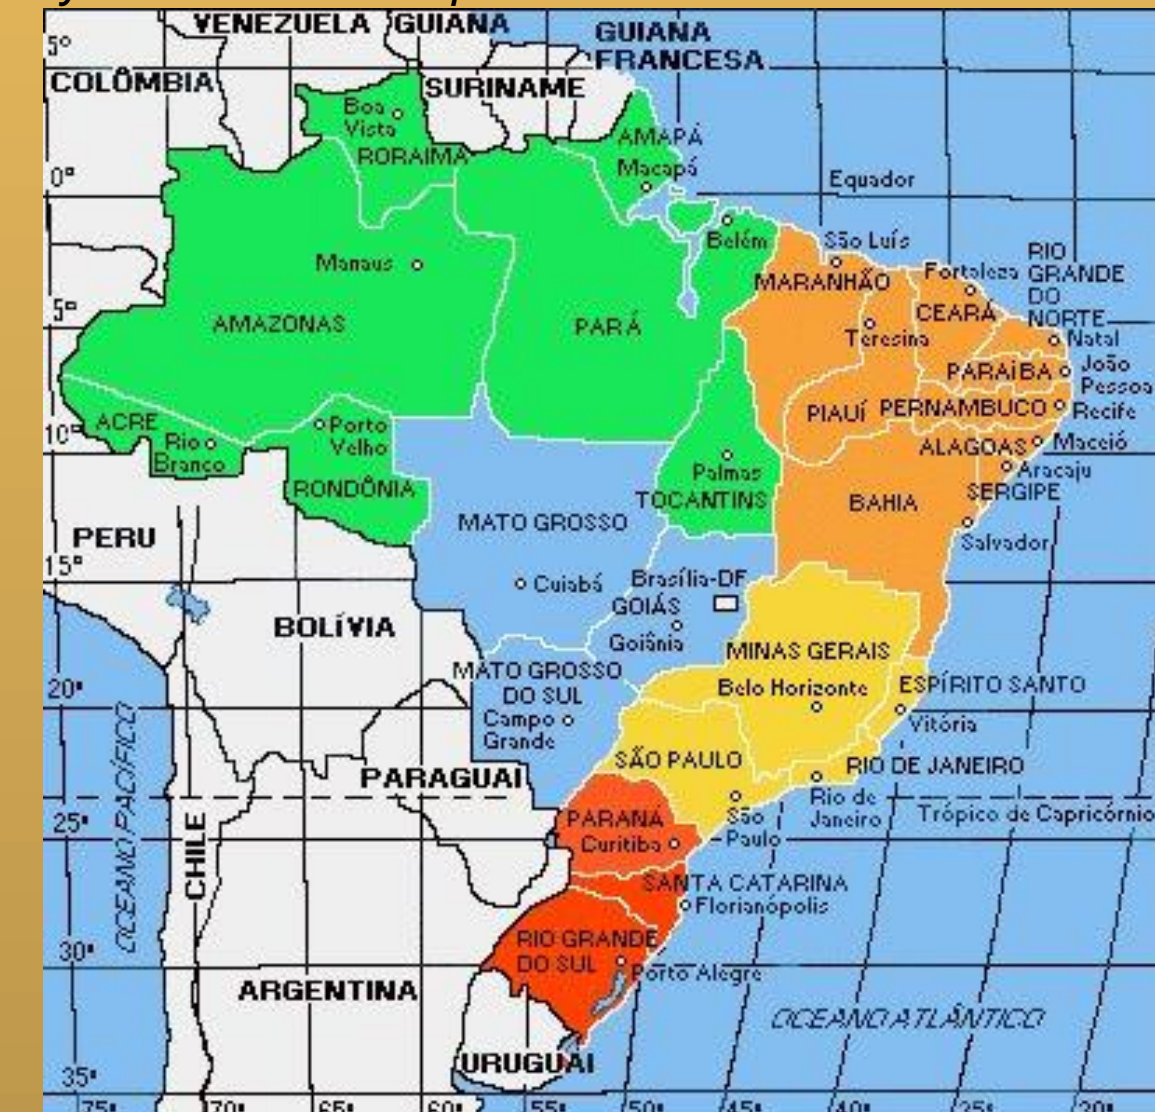 VENEZUELA
GUIANA
GUIANA
FRANCESA
5°
COLÔMBIA
SURINAME
Boa
Vista
RORAIMA
AMAPÁ
Macapá
0°
Equador
Belém
São Luís
Manaus
MARANHÃO
Fortaleza
RIO
GRANDE
DO
NORTE
CEARÁ
5°
AMAZONAS
PARÁ
Teresina
Natal
PARAÍBA
João
Pessoa
PIAUÍ
PERNAMBUCO
Recife
ACRE
Rio
Branco
Porto
Velho
10°
ALAGOAS
Maceió
Aracaju
SERGIPE
Palmas
TOCANTINS
RONDÔNIA
BAHIA
MATO GROSSO
Salvador
PERU
15°
Cuiabá
Brasília-DF
GOIÁS
Goiânia
BOLÍVIA
MINAS GERAIS
MATO GROSSO
DO SUL
Campo
Grande
Belo Horizonte
ESPÍRITO SANTO
Vitória
20°
OCEANO PACÍFICO
PARAGUAI
SÃO PAULO
RIO DE JANEIRO
Rio de
Janeiro
Trópico de Capricórnio
São
Paulo
25°
CHILE
PARANÁ
Curitiba
SANTA CATARINA
Florianópolis
RIO GRANDE
DO SUL
Porto Alegre
30°
ARGENTINA
OCEANO ATLÂNTICO
URUGUAI
35°
75°
70°
65°
60°
55°
50°
45°
25°
20°